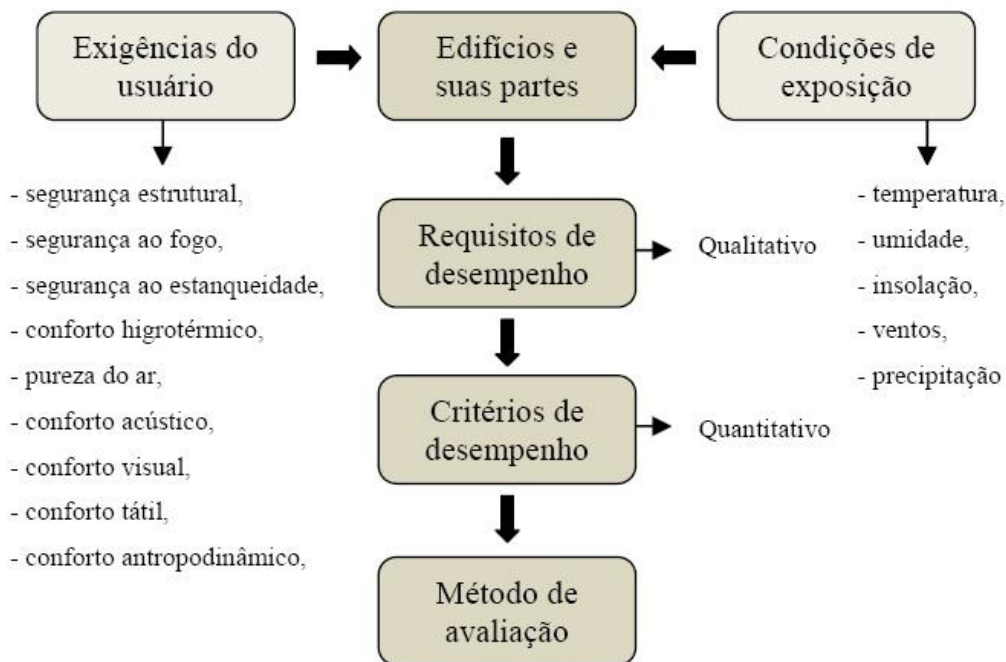 Exigências do
usuário
Edifícios e
suas partes
Condições de
exposição
- segurança estrutural,
- segurança ao fogo,
- segurança ao estanqueidade,
- conforto higrotérmico,
- pureza do ar,
- conforto acústico,
- conforto visual,
- conforto tátil,
- conforto antropodinâmico,
Requisitos de
desempenho
Qualitativo
Critérios de
desempenho
Quantitativo
Método de
avaliação
- temperatura,
- umidade,
- insolação,
- ventos,
- precipitação